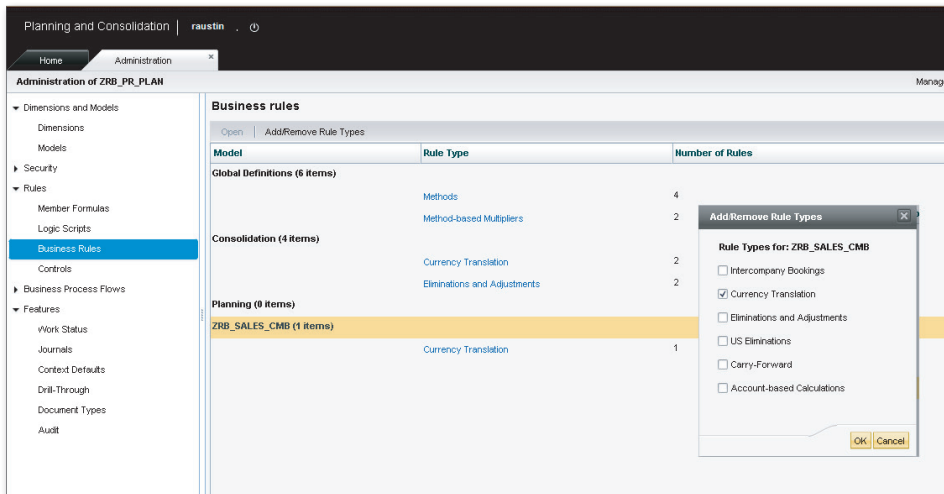 Planning and Consolidation | raustin .
Home
Administration
×
Administration of ZRB_PR_PLAN
Manag
Dimensions and Models
Dimensions
Models
Security
Rules
Member Formulas
Logic Scripts
Business Rules
Controls
Business Process Flows
Features
Work Status
Journals
Context Defaults
Drill-Through
Document Types
Audit
Business rules
Open | Add/Remove Rule Types
Model Rule Type Number of Rules
Global Definitions (6 items)
Methods 4
Method-based Multipliers 2
Consolidation (4 items)
Currency Translation 2
Eliminations and Adjustments 2
Planning (0 items)
ZRB_SALES_CMB (1 items)
Currency Translation 1
Add/Remove Rule Types
Rule Types for: ZRB_SALES_CMB
Intercompany Bookings
Currency Translation
Eliminations and Adjustments
US Eliminations
Carry-Forward
Account-based Calculations
OK Cancel